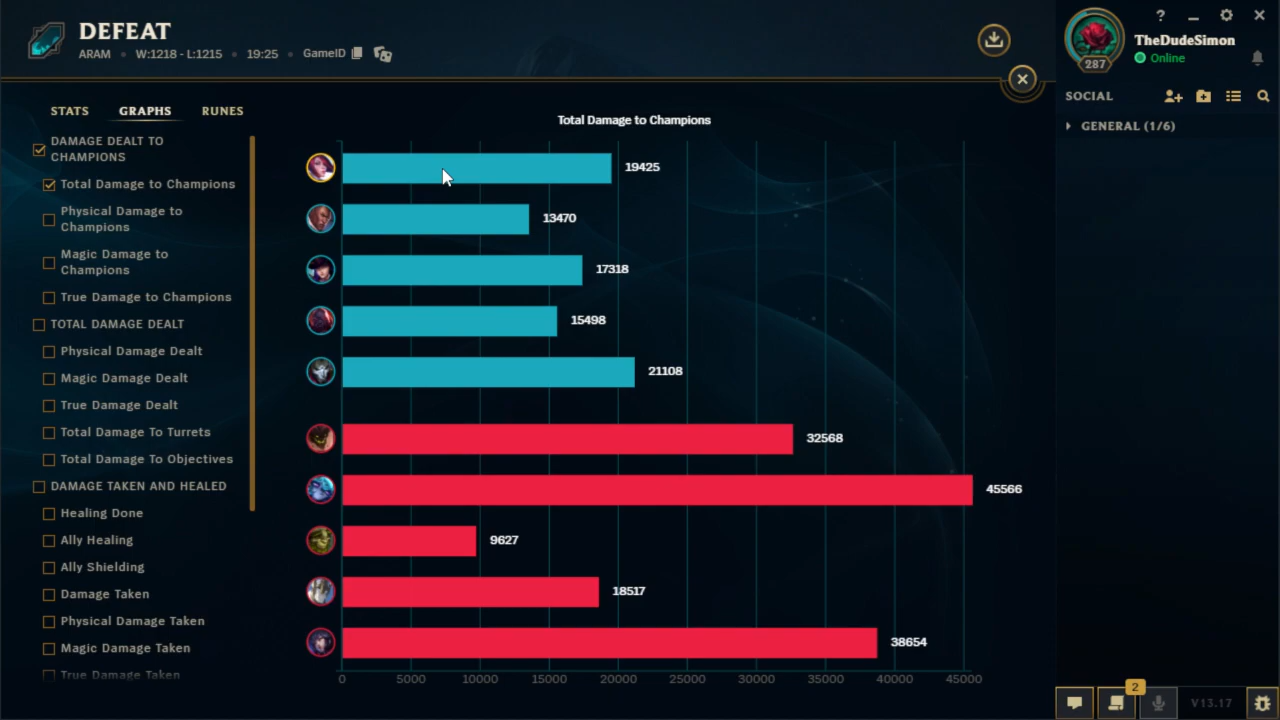 DEFEAT
ARAM • W:1218 - L:1215 • 19:25 • GameID
?
TheDudeSimon
287
Online
SOCIAL
GENERAL (1/6)
STATS GRAPHS RUNES
DAMAGE DEALT TO
CHAMPIONS
Total Damage to Champions
Physical Damage to
Champions
Magic Damage to
Champions
True Damage to Champions
TOTAL DAMAGE DEALT
Physical Damage Dealt
Magic Damage Dealt
True Damage Dealt
Total Damage To Turrets
Total Damage To Objectives
DAMAGE TAKEN AND HEALED
Healing Done
Ally Healing
Ally Shielding
Damage Taken
Physical Damage Taken
Magic Damage Taken
True Damage Taken
Total Damage to Champions
19425
13470
17318
15498
21108
32568
45566
9627
18517
38654
0 5000 10000 15000 20000 25000 30000 35000 40000 45000
2
V13.17